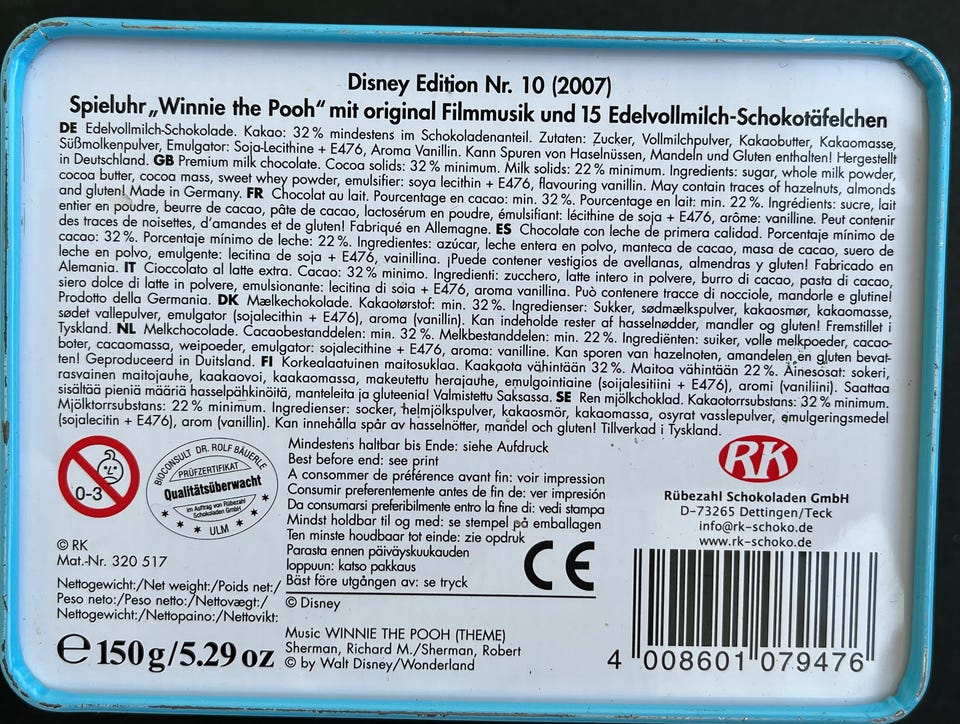 Disney Edition Nr. 10 (2007)
Spieluhr „Winnie the Pooh" mit original Filmmusik und 15 Edelvollmilch-Schokotäfelchen
DE Edelvollmilch-Schokolade. Kakao: 32% mindestens im Schokoladenanteil. Zutaten: Zucker, Vollmilchpulver, Kakaobutter, Kakaomasse,
Süßmolkenpulver, Emulgator: Soja-Lecithine + E476, Aroma Vanillin. Kann Spuren von Haselnüssen, Mandeln und Gluten enthalten! Hergestellt
in Deutschland. GB Premium milk chocolate. Cocoa solids: 32% minimum. Milk solids: 22% minimum. Ingredients: sugar, whole milk powder,
cocoa butter, cocoa mass, sweet whey powder, emulsifier: soya lecithin + E476, flavouring vanillin. May contain traces of hazelnuts, almonds
and gluten! Made in Germany. FR Chocolat au lait. Pourcentage en cacao: min. 32%. Pourcentage en lait: min. 22%. Ingrédients: sucre, lait
entier en poudre, beurre de cacao, pâte de cacao, lactosérum en poudre, émulsifiant: lécithine de soja + E476, arôme: vanilline. Peut contenir
des traces de noisettes, d'amandes et de gluten! Fabriqué en Allemagne. ES Chocolate con leche de primera calidad. Porcentaje mínimo de
cacao: 32%. Porcentaje mínimo de leche: 22%. Ingredientes: azúcar, leche entera en polvo, manteca de cacao, masa de cacao, suero de
leche en polvo, emulgente: lecitina de soja + E476, vainillina. ¡Puede contener vestigios de avellanas, almendras y gluten! Fabricado en
Alemania. IT Cioccolato al latte extra. Cacao: 32% minimo. Ingredienti: zucchero, latte intero in polvere, burro di cacao, pasta di cacao,
siero dolce di latte in polvere, emulsionante: lecitina di soia + E476, aroma vanillina. Può contenere tracce di nocciole, mandorle e glutine!
Prodotto della Germania. DK Mælkechokolade. Kakaotørstof: min. 32%. Ingredienser: Sukker, sødmælkspulver, kakaosmør, kakaomasse,
sødet vallepulver, emulgator (sojalecithin + E476), aroma (vanillin). Kan indeholde rester af hasselnødder, mandler og gluten! Fremstillet i
Tyskland. NL Melkchocolade. Cacaobestanddelen: min. 32%. Melkbestanddelen: min. 22%. Ingrediënten: suiker, volle melkpoeder, cacao-
boter, cacaomassa, weipoeder, emulgator: sojalecithine + E476, aroma: vanilline. Kan sporen van hazelnoten, amandelen en gluten bevat-
ten! Geproduceerd in Duitsland. FI Korkealaatuinen maitosuklaa. Kaakaota vähintään 32%. Maitoa vähintään 22%. Ainesosat: sokeri,
rasvainen maitojauhe, kaakaovoi, kaakaomassa, makeutettu herajauhe, emulgointiaine (soijalesitiini + E476), aromi (vaniliini). Saattaa
sisältää pieniä määriä hasselpähkinöitä, manteleita ja gluteenia! Valmistettu Saksassa. SE Ren mjölkchoklad. Kakaotorrsubstans: 32% minimum.
Mjölktorrsubstans: 22% minimum. Ingredienser: socker, helmjölkspulver, kakaosmör, kakaomassa, osyrat vasslepulver, emulgeringsmedel
(sojalecitin + E476), arom (vanillin). Kan innehålla spår av hasselnötter, mandel och gluten! Tillverkad i Tyskland.
0-3
BIOCONSULT DR. ROLF BÄUERLE
PRÜFZERTIFIKAT
Qualitätsüberwacht
im Auftrag von Rübezahl
Schokoladen GmbH
ULM
© RK
Mat.-Nr. 320 517
Nettogewicht:/Net weight:/Poids net:/
Peso neto:/Peso netto:/Nettovægt:/
Nettogewicht:/Nettopaino:/Nettovikt:
e 150g/5.29 oz
Mindestens haltbar bis Ende: siehe Aufdruck
Best before end: see print
A consommer de préférence avant fin: voir impression
Consumir preferentemente antes de fin de: ver impresión
Da consumarsi preferibilmente entro la fine di: vedi stampa
Mindst holdbar til og med: se stempel på emballagen
Ten minste houdbaar tot einde: zie opdruk
Parasta ennen päiväyskuukauden
loppuun: katso pakkaus
Bäst före utgången av: se tryck
CE
© Disney
Music WINNIE THE POOH (THEME)
Sherman, Richard M./Sherman, Robert
© by Walt Disney/Wonderland
RK
Rübezahl Schokoladen GmbH
D-73265 Dettingen/Teck
info@rk-schoko.de
www.rk-schoko.de
4 008601 079476